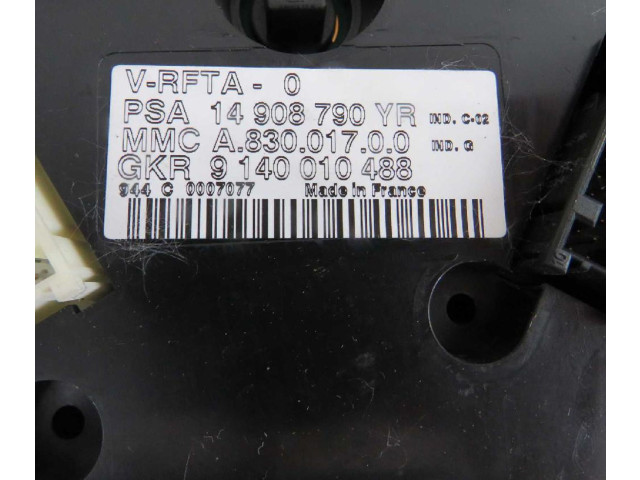 V-RFTA - 0
PSA 14 908 790 YR IND. C-02
MMC A.830.017.0.0 IND. G
GKR 9 140 010 488
944 C 0007077 Made in France